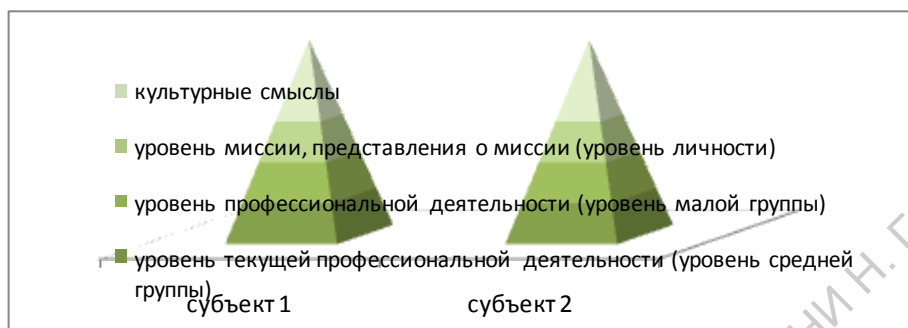 культурные смыслы
уровень миссии, представления о миссии (уровень личности)
уровень профессиональной деятельности (уровень малой группы)
уровень текущей профессиональной деятельности (уровень средней
группы)
субъект 1 субъект 2
НИ Н. Г